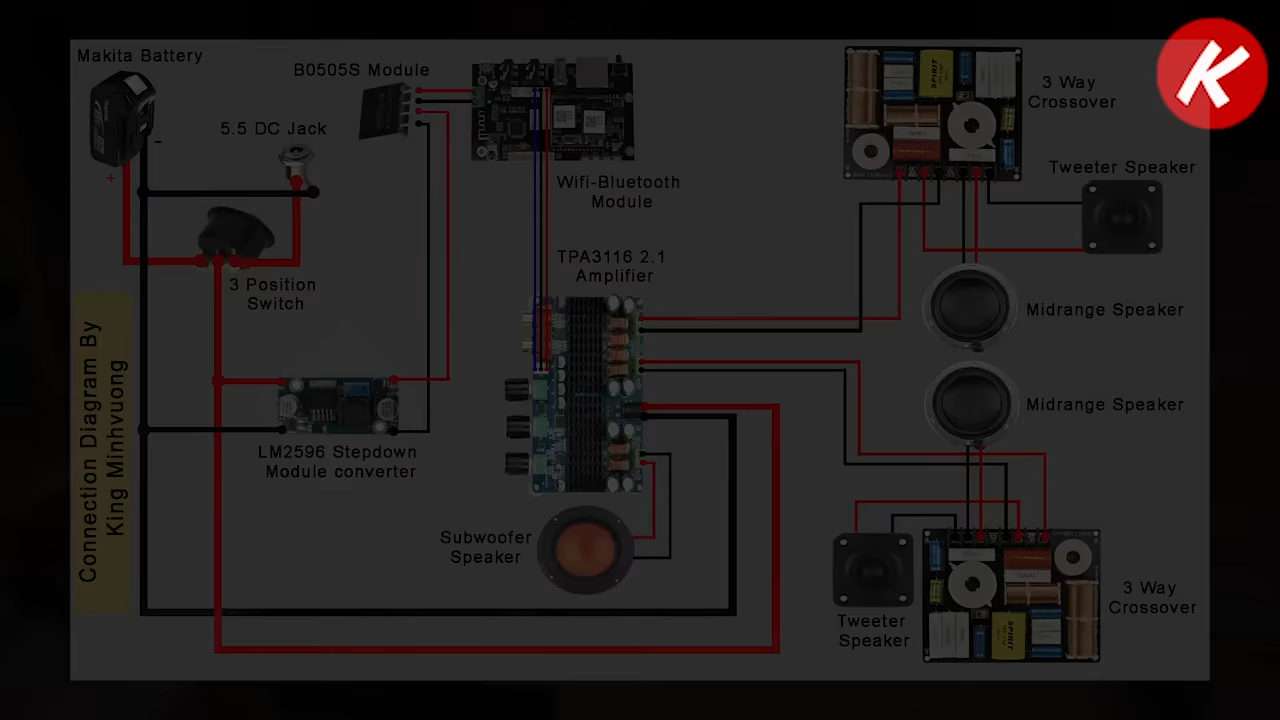 Makita Battery
B0505S Module
3 Way
Crossover
5.5 DC Jack
Tweeter Speaker
-
Wifi-Bluetooth
Module
+
TPA3116 2.1
Amplifier
3 Position
Switch
Midrange Speaker
Connection Diagram By
King Minhvuong
Midrange Speaker
LM2596 Stepdown
Module converter
Subwoofer
Speaker
3 Way
Crossover
Tweeter
Speaker
SPIRIT
SPIRIT
K